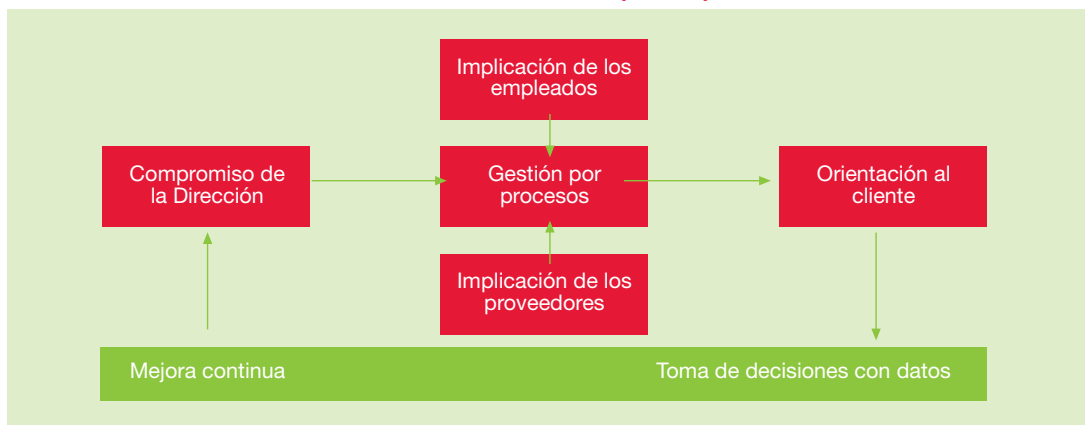 Implicación de los
empleados
Compromiso de
la Dirección
Gestión por
procesos
Orientación al
cliente
Implicación de los
proveedores
Mejora continua
Toma de decisiones con datos